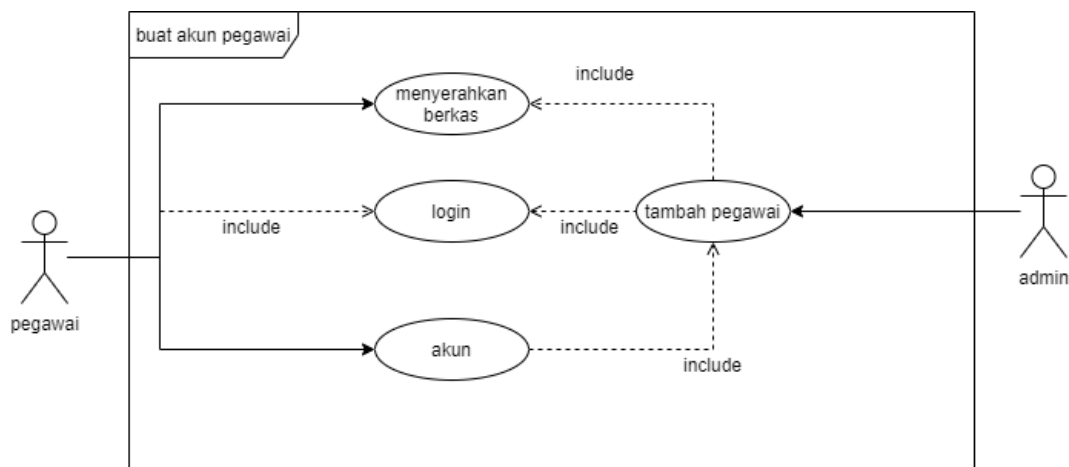 buat akun pegawai
include
menyerahkan
berkas
login
tambah pegawai
include
include
admin
pegawai
akun
include